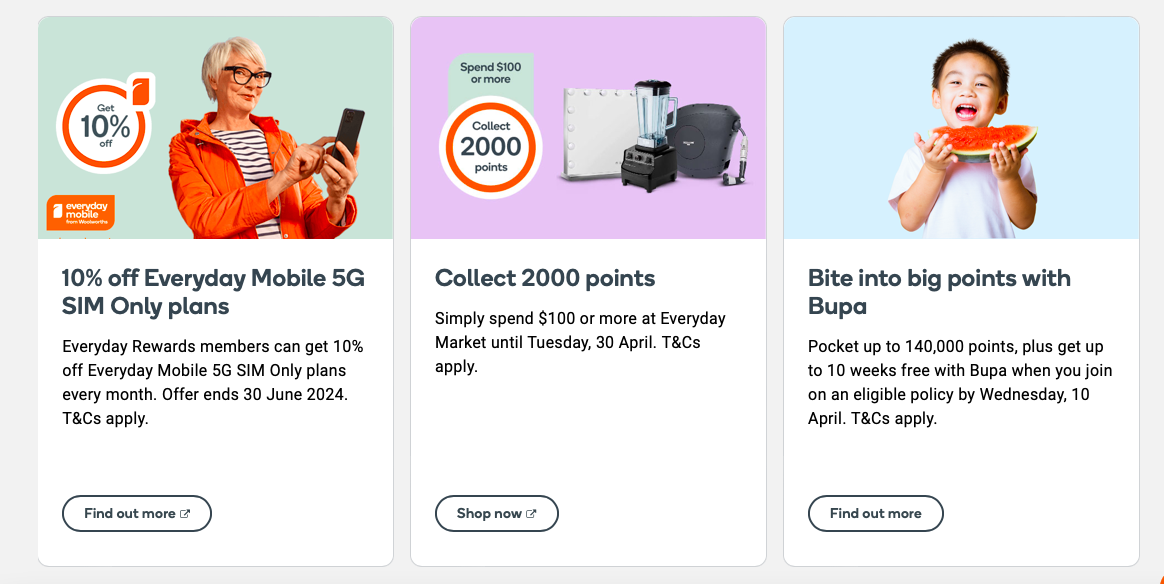 Get
10%
off
everyday
mobile
from Woolworths
10% off Everyday Mobile 5G
SIM Only plans
Everyday Rewards members can get 10%
off Everyday Mobile 5G SIM Only plans
every month. Offer ends 30 June 2024.
T&Cs apply.
Find out more
Spend $100
or more
Collect
2000
points
Collect 2000 points
Simply spend $100 or more at Everyday
Market until Tuesday, 30 April. T&Cs
apply.
Shop now
Bite into big points with
Bupa
Pocket up to 140,000 points, plus get up
to 10 weeks free with Bupa when you join
on an eligible policy by Wednesday, 10
April. T&Cs apply.
Find out more